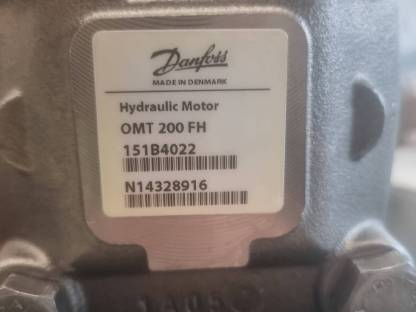 Danfoss
MADE IN DENMARK
Hydraulic Motor
OMT 200 FH
151B4022
N14328916